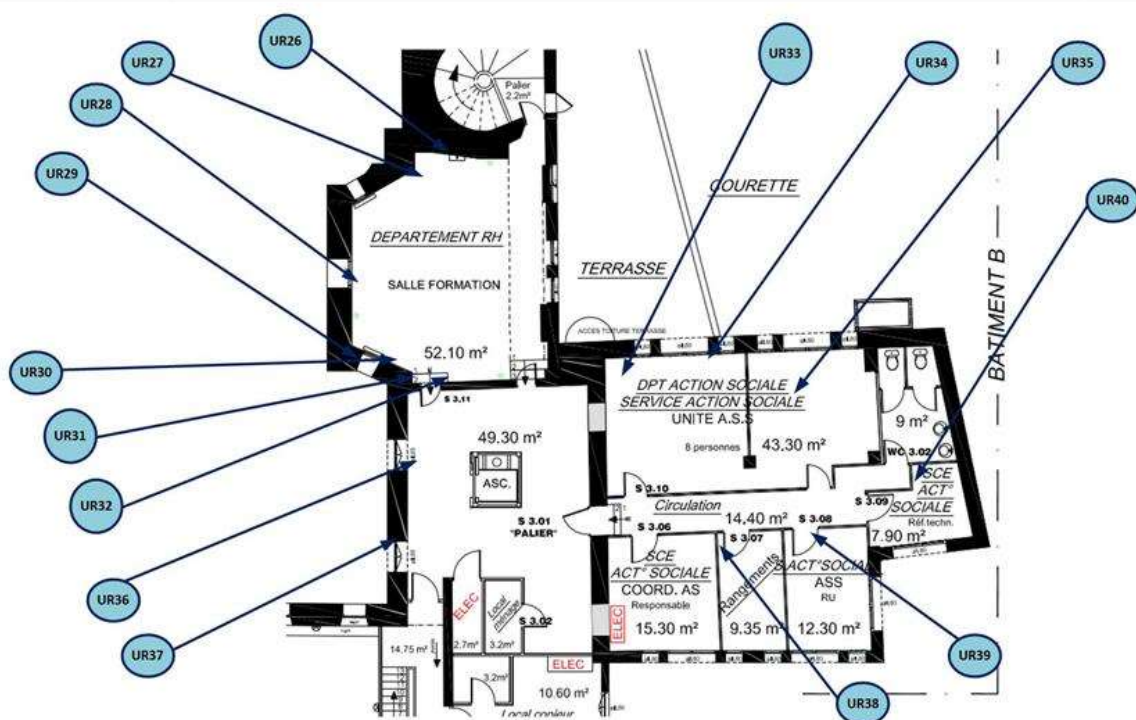 UR26
UR27
UR28
UR29
UR30
UR31
UR32
UR36
UR37
UR33
UR34
UR35
UR40
UR39
UR38
Palier
2.2m²
COURETTE
DEPARTEMENT RH
SALLE FORMATION
52.10 m²
TERRASSE
ACCES TOITURE TERRASSE
BATIMENT B
S 3.11
49.30 m²
ASC.
S 3.01
"PALIER"
DPT ACTION SOCIALE
SERVICE ACTION SOCIALE
UNITE A.S.S
8 personnes
43.30 m²
9 m²
WC 3.02
S 3.10
Circulation
14.40 m²
S 3.09
SCE
ACT°
SOCIALE
Réf.techn.
7.90 m²
S 3.06
S 3.07
S 3.08
SCE
ACT° SOCIALE
COORD. AS
Responsable
15.30 m²
Rangements
9.35 m²
ACT°SOCIAL
ASS
RU
12.30 m²
ELEC
2.7m²
Local
ménage
3.2m²
S 3.02
ELEC
ELEC
14.75 m²
3.2m²
10.60 m²
Local copieur